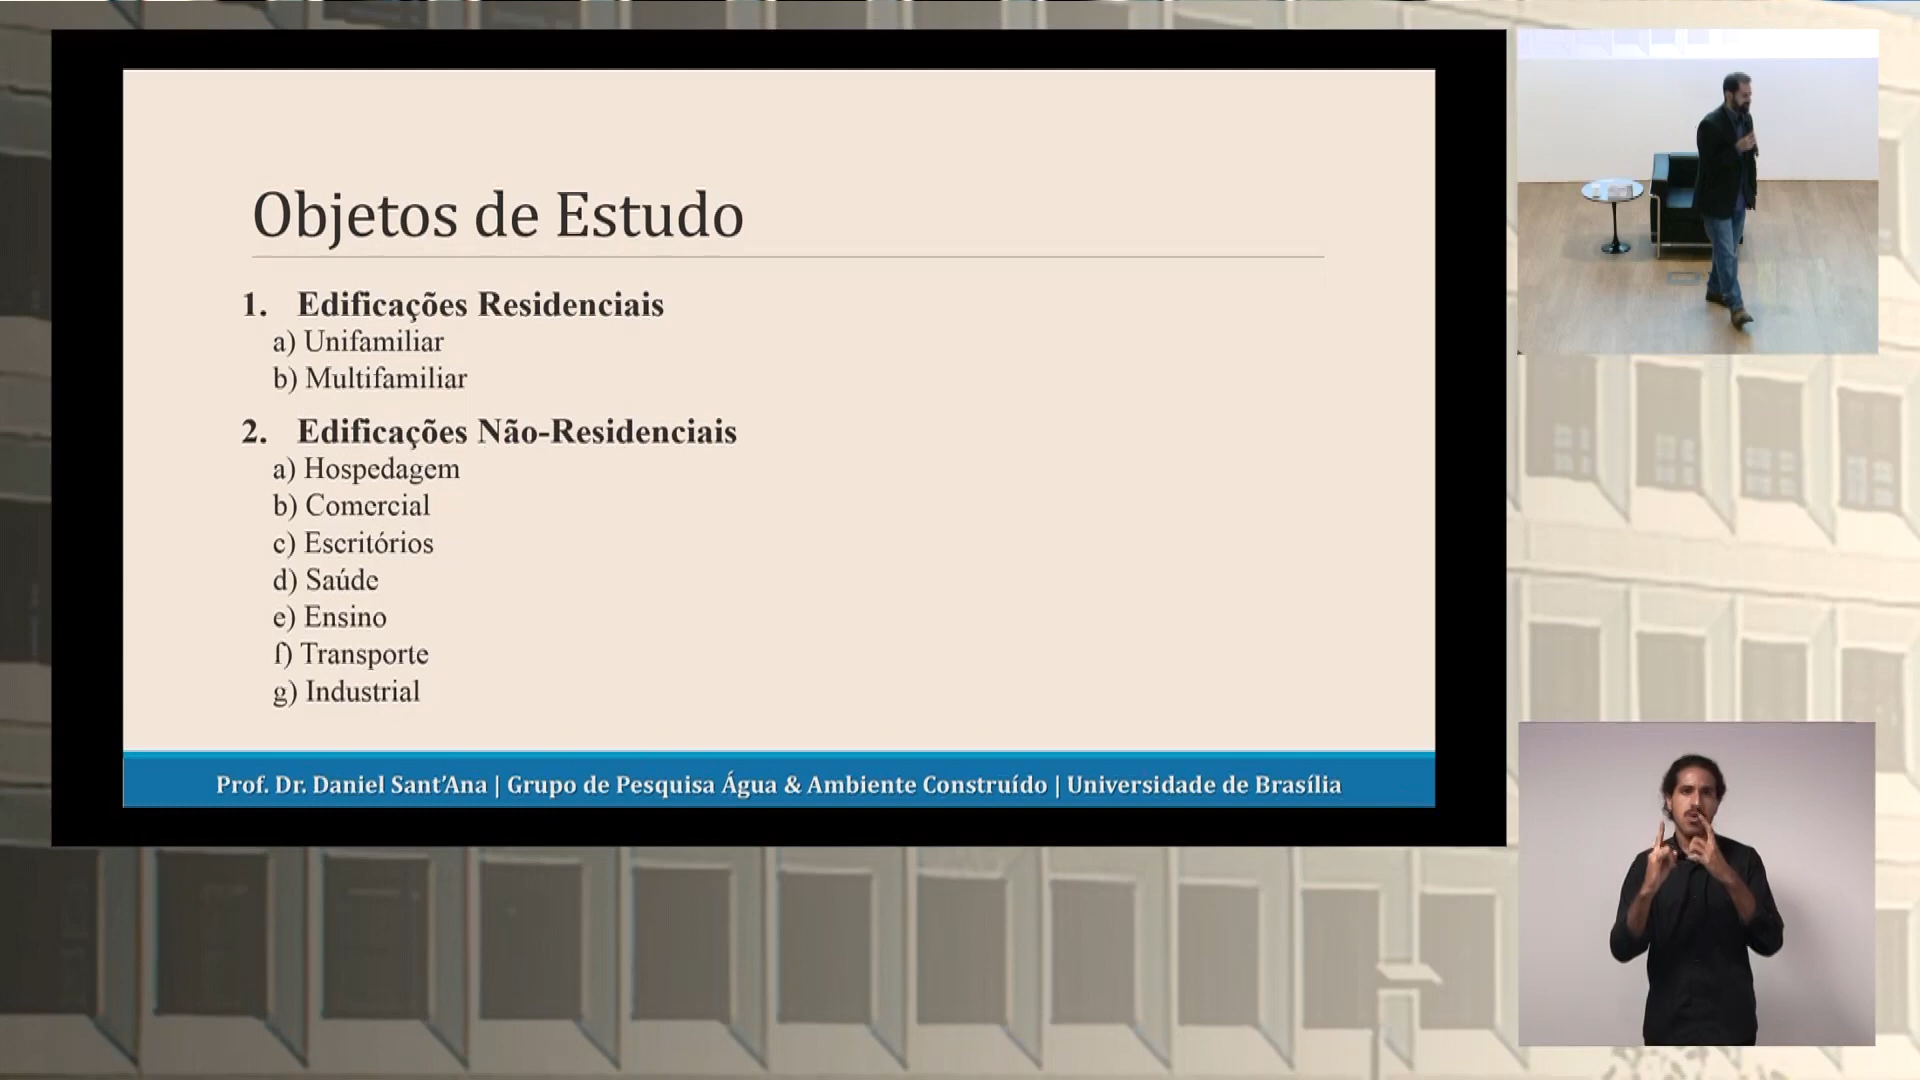 Objetos de Estudo
1. Edificações Residenciais
a) Unifamiliar
b) Multifamiliar
2. Edificações Não-Residenciais
a) Hospedagem
b) Comercial
c) Escritórios
d) Saúde
e) Ensino
f) Transporte
g) Industrial
Prof. Dr. Daniel Sant’Ana | Grupo de Pesquisa Água & Ambiente Construído | Universidade de Brasília